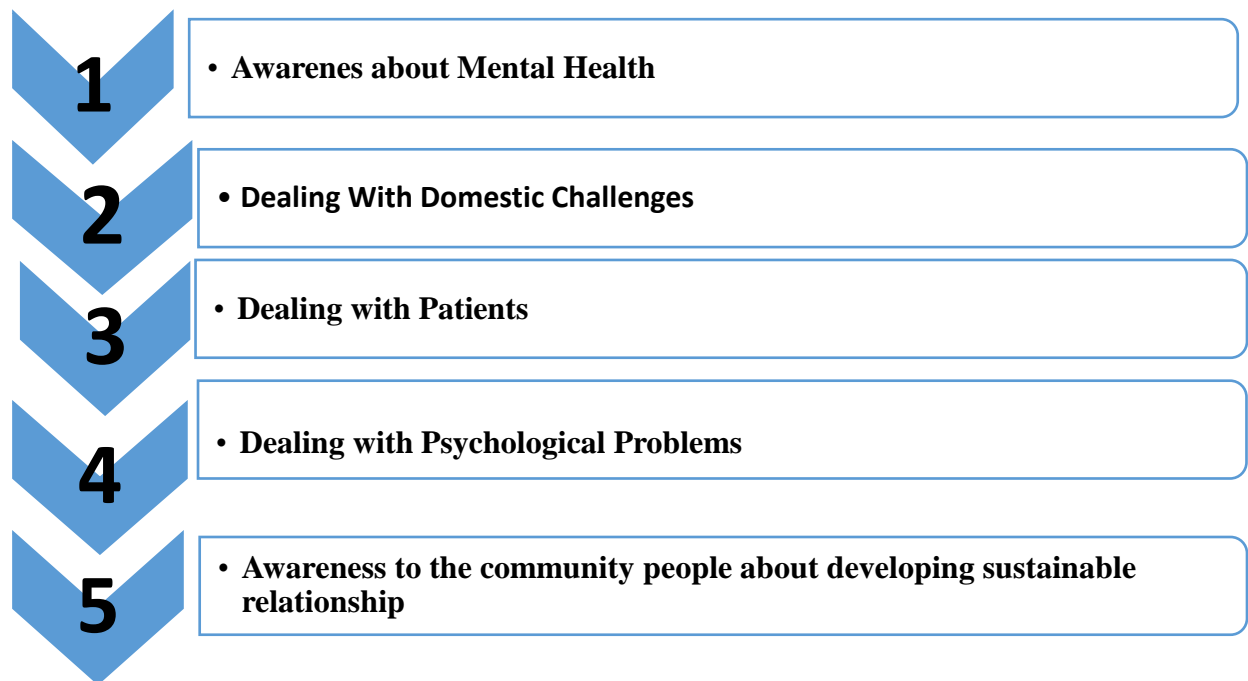 1
• Awarenes about Mental Health
2
• Dealing With Domestic Challenges
3
• Dealing with Patients
4
• Dealing with Psychological Problems
5
• Awareness to the community people about developing sustainable
relationship